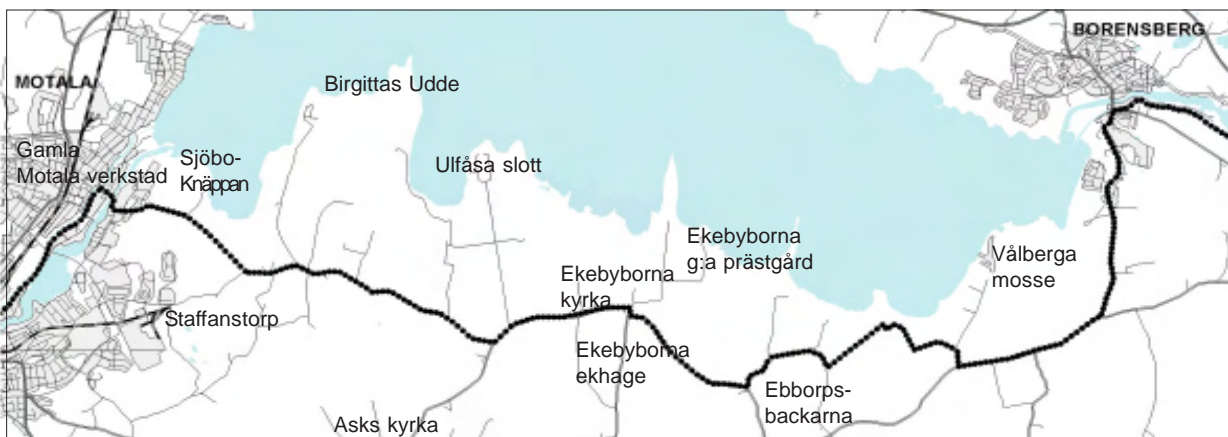 BORENSBERG
MOTALA
Birgittas Udde
Gamla
Motala verkstad
Sjöbo-
Knäppan
Ulfåsa slott
Ekebyborna
g:a prästgård
Vålberga
mosse
Ekebyborna
kyrka
Staffanstorp
Ekebyborna
ekhage
Ebborps-
backarna
Asks kyrka